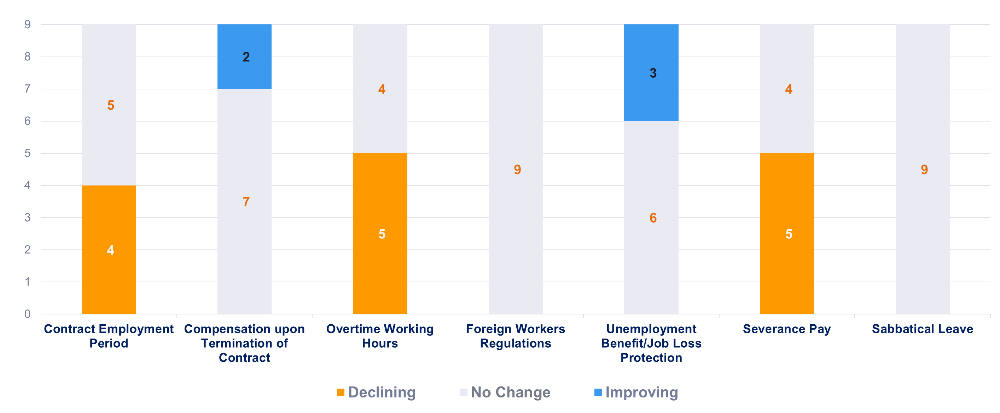 9
8
7
6
5
4
3
2
1
0
5
4
2
7
4
5
9
3
6
4
5
9
Contract Employment
Period
Compensation upon
Termination of
Contract
Overtime Working
Hours
Foreign Workers
Regulations
Unemployment
Benefit/Job Loss
Protection
Severance Pay
Sabbatical Leave
Declining
No Change
Improving